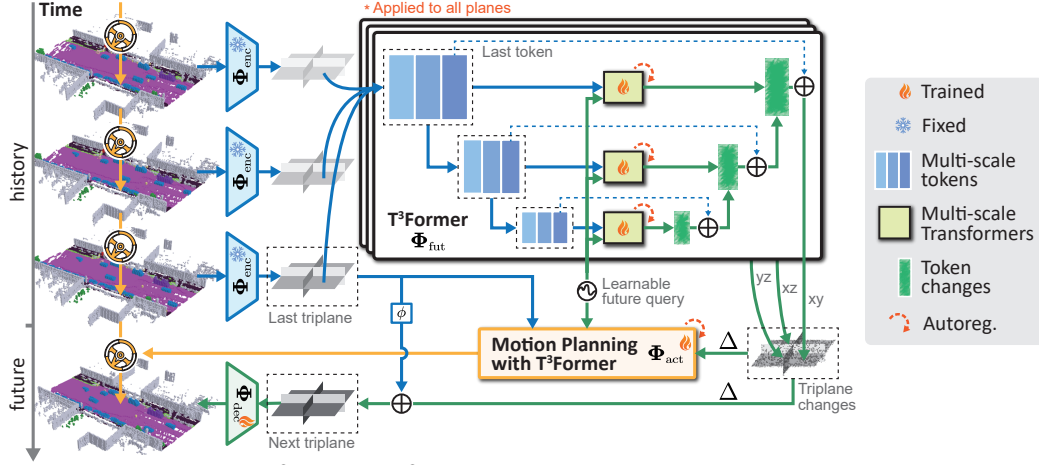 Time
* Applied to all planes
Last token
Φenc
Φenc
Φenc
history
future
T³Former
Φfut
Last triplane
ϕ
Learnable
future query
yz
xz
xy
Motion Planning
with T³Former
Φact
Δ
Δ
Triplane
changes
Φdec
Next triplane
Trained
Fixed
Multi-scale
tokens
Multi-scale
Transformers
Token
changes
Autoreg.